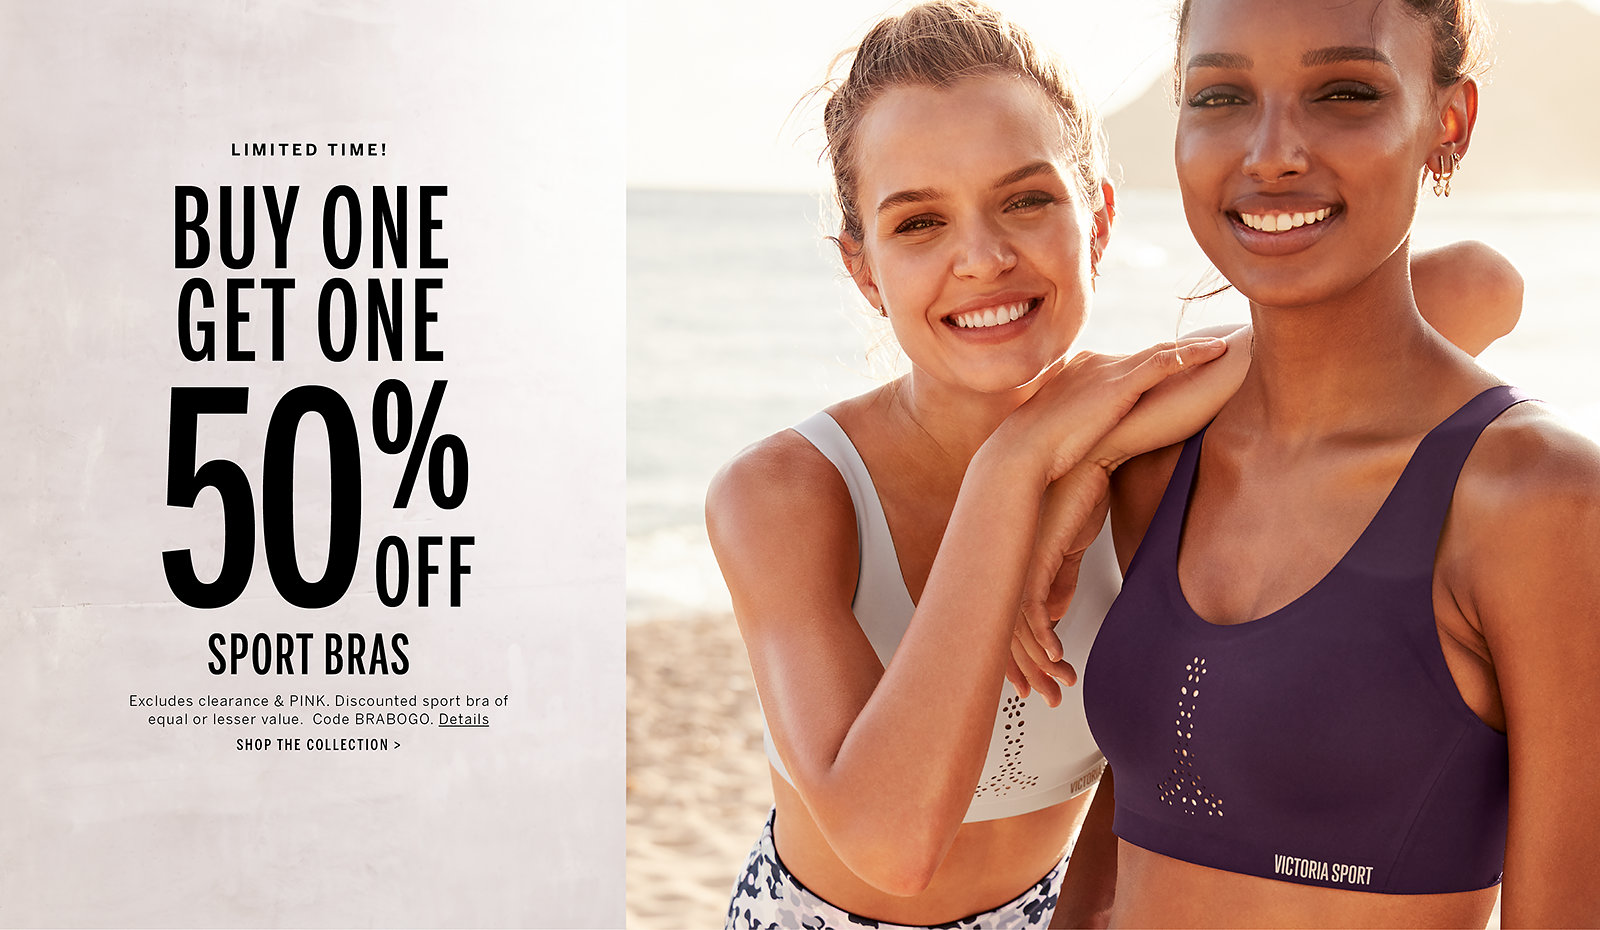 LIMITED TIME!
BUY ONE
GET ONE
50%
OFF
SPORT BRAS
Excludes clearance & PINK. Discounted sport bra of
equal or lesser value. Code BRABOGO. Details
SHOP THE COLLECTION >
VICTORIA SPORT